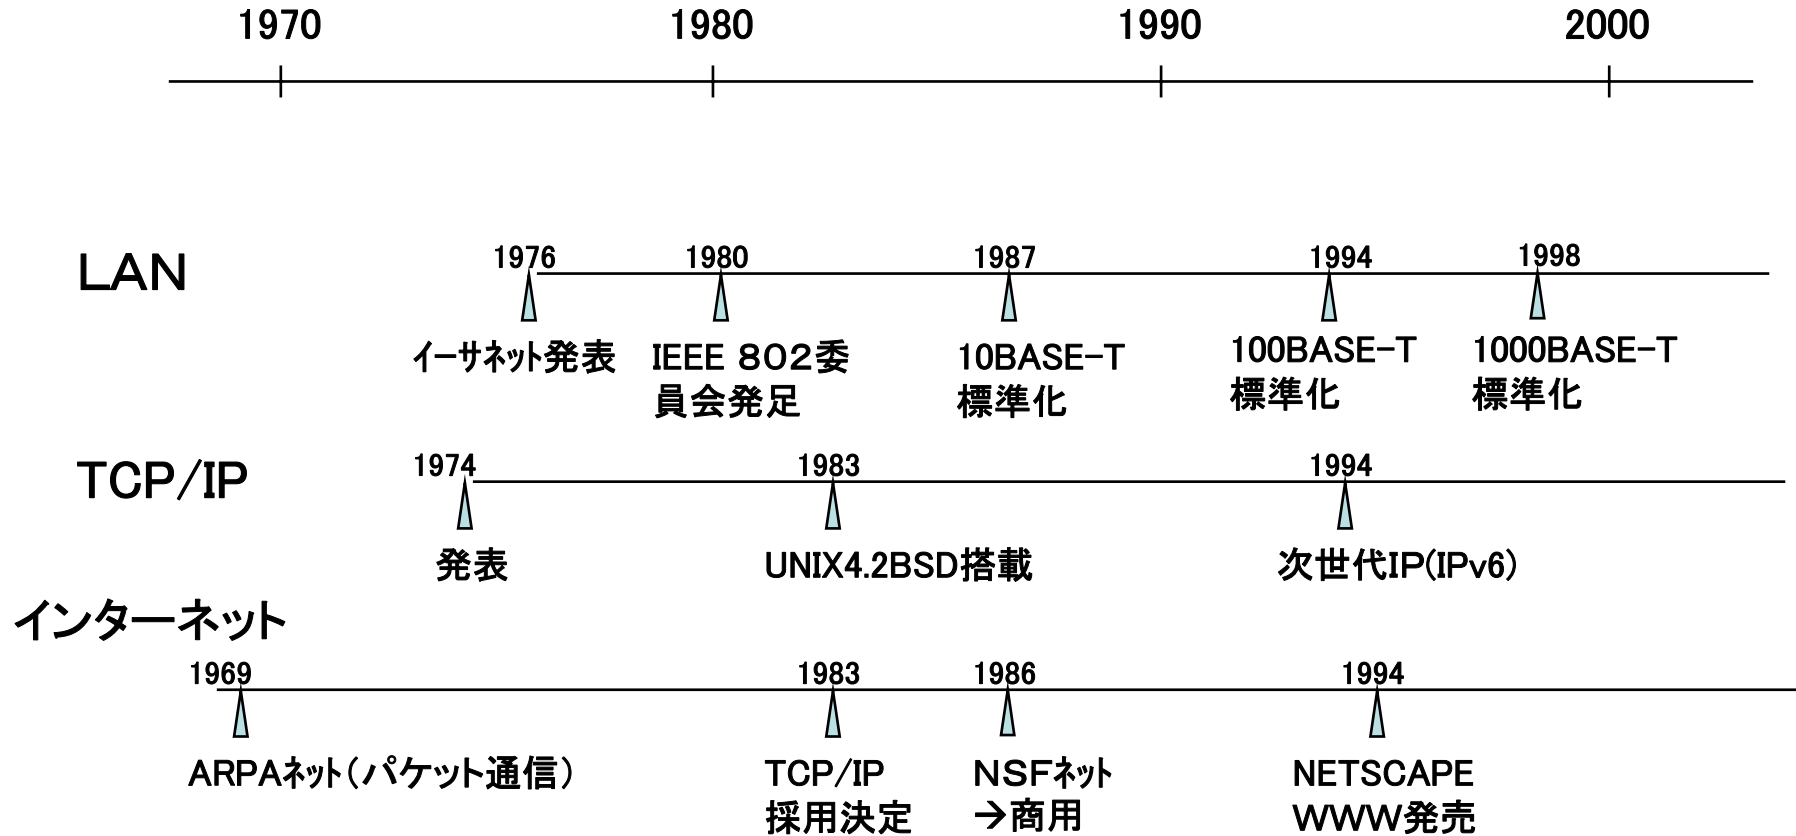 1970 1980 1990 2000
LAN
1976 1980 1987 1994 1998
イーサネット発表
IEEE 802委
員会発足
10BASE-T
標準化
100BASE-T
標準化
1000BASE-T
標準化
TCP/IP
1974 1983 1994
発表
UNIX4.2BSD搭載
次世代IP(IPv6)
インターネット
1969 1983 1986 1994
ARPAネット(パケット通信)
TCP/IP
採用決定
NSFネット
→商用
NETSCAPE
WWW発売